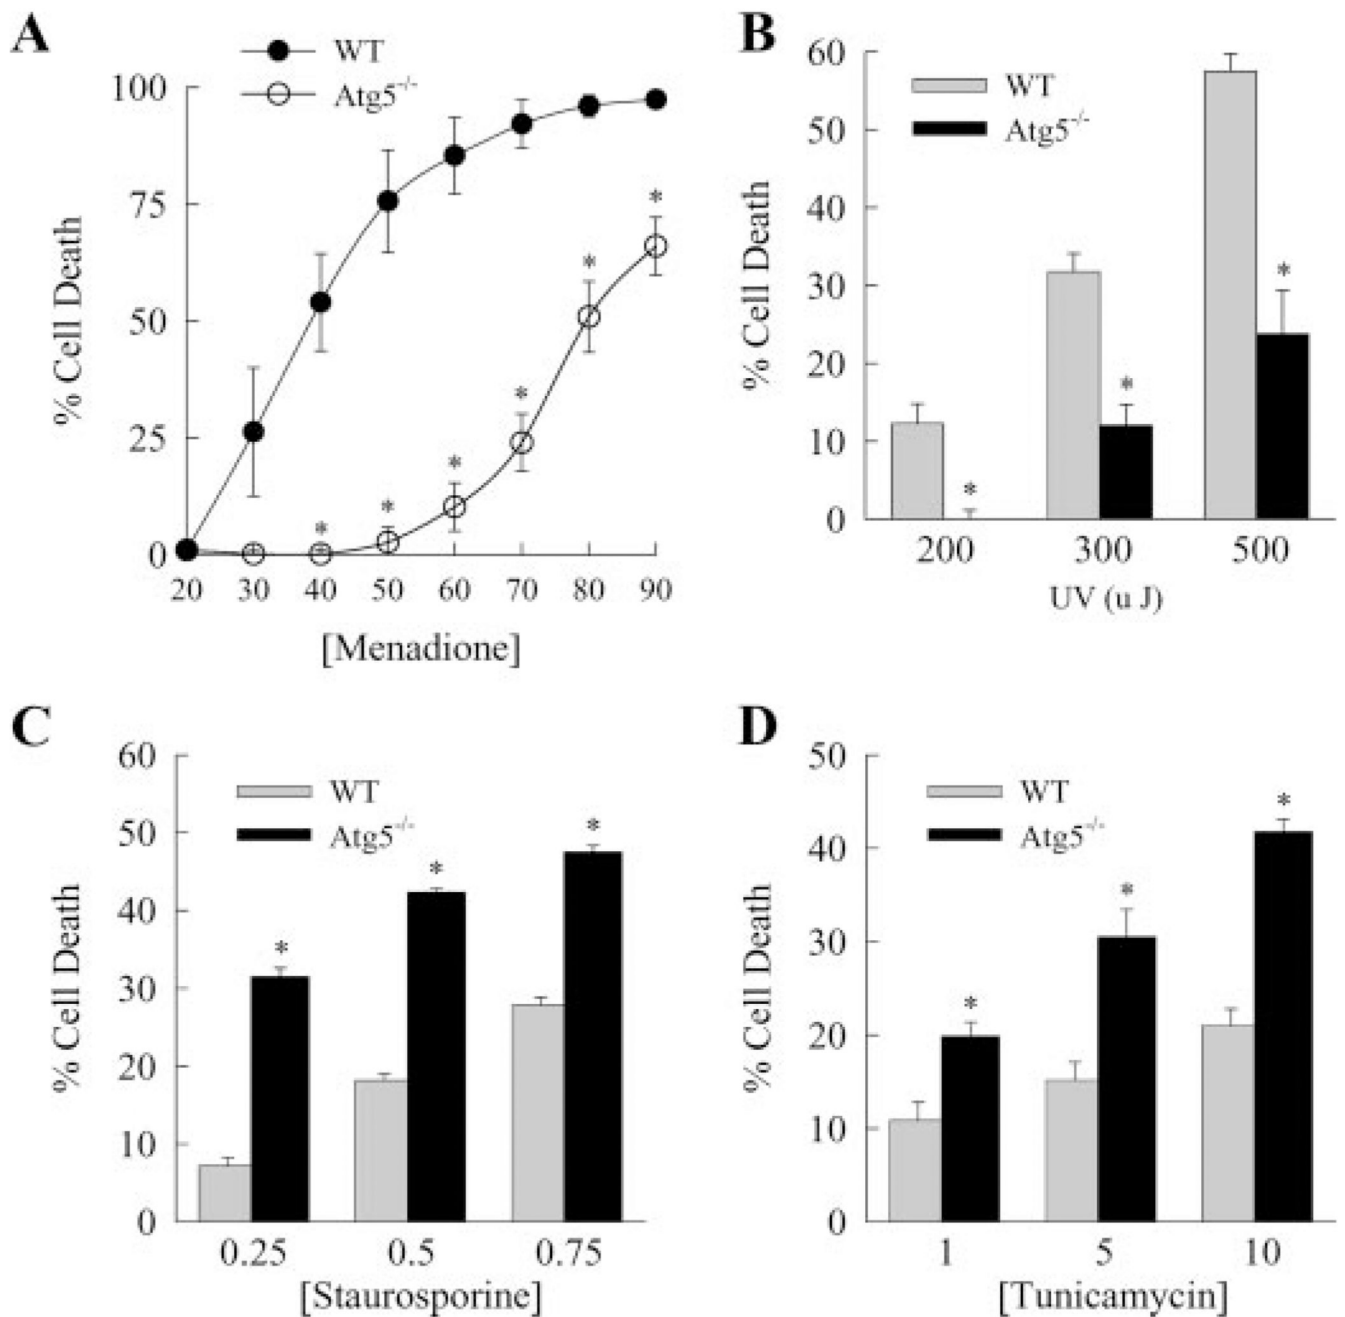 A
WT
Atg5-/-
100
75
50
25
0
% Cell Death
*
*
*
*
*
*
20 30 40 50 60 70 80 90
[Menadione]
B
WT
Atg5-/-
60
50
40
30
20
10
0
% Cell Death
*
*
*
200 300 500
UV (u J)
C
WT
Atg5-/-
60
50
40
30
20
10
0
% Cell Death
*
*
*
0.25 0.5 0.75
[Staurosporine]
D
WT
Atg5-/-
50
40
30
20
10
0
% Cell Death
*
*
*
1 5 10
[Tunicamycin]